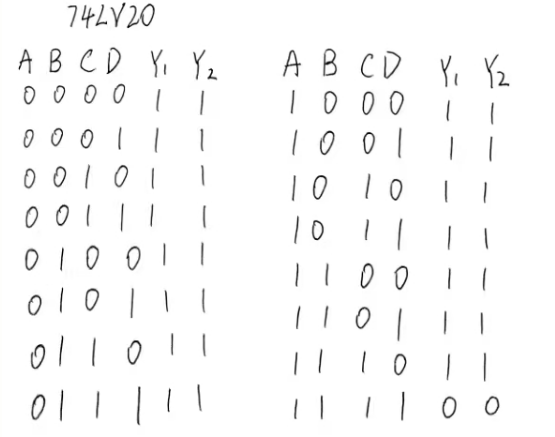 74LV20
A B C D Y₁ Y₂
0 0 0 0 1 1
0 0 0 1 1 1
0 0 1 0 1 1
0 0 1 1 1 1
0 1 0 0 1 1
0 1 0 1 1 1
0 1 1 0 1 1
0 1 1 1 1 1
A B C D Y₁ Y₂
1 0 0 0 1 1
1 0 0 1 1 1
1 0 1 0 1 1
1 0 1 1 1 1
1 1 0 0 1 1
1 1 0 1 1 1
1 1 1 0 1 1
1 1 1 1 0 0